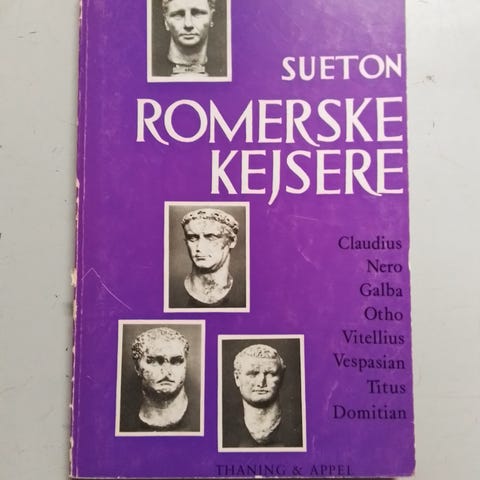 SUETON
ROMERSKE
KEJSERE
Claudius
Nero
Galba
Otho
Vitellius
Vespasian
Titus
Domitian
THANING & APPEL